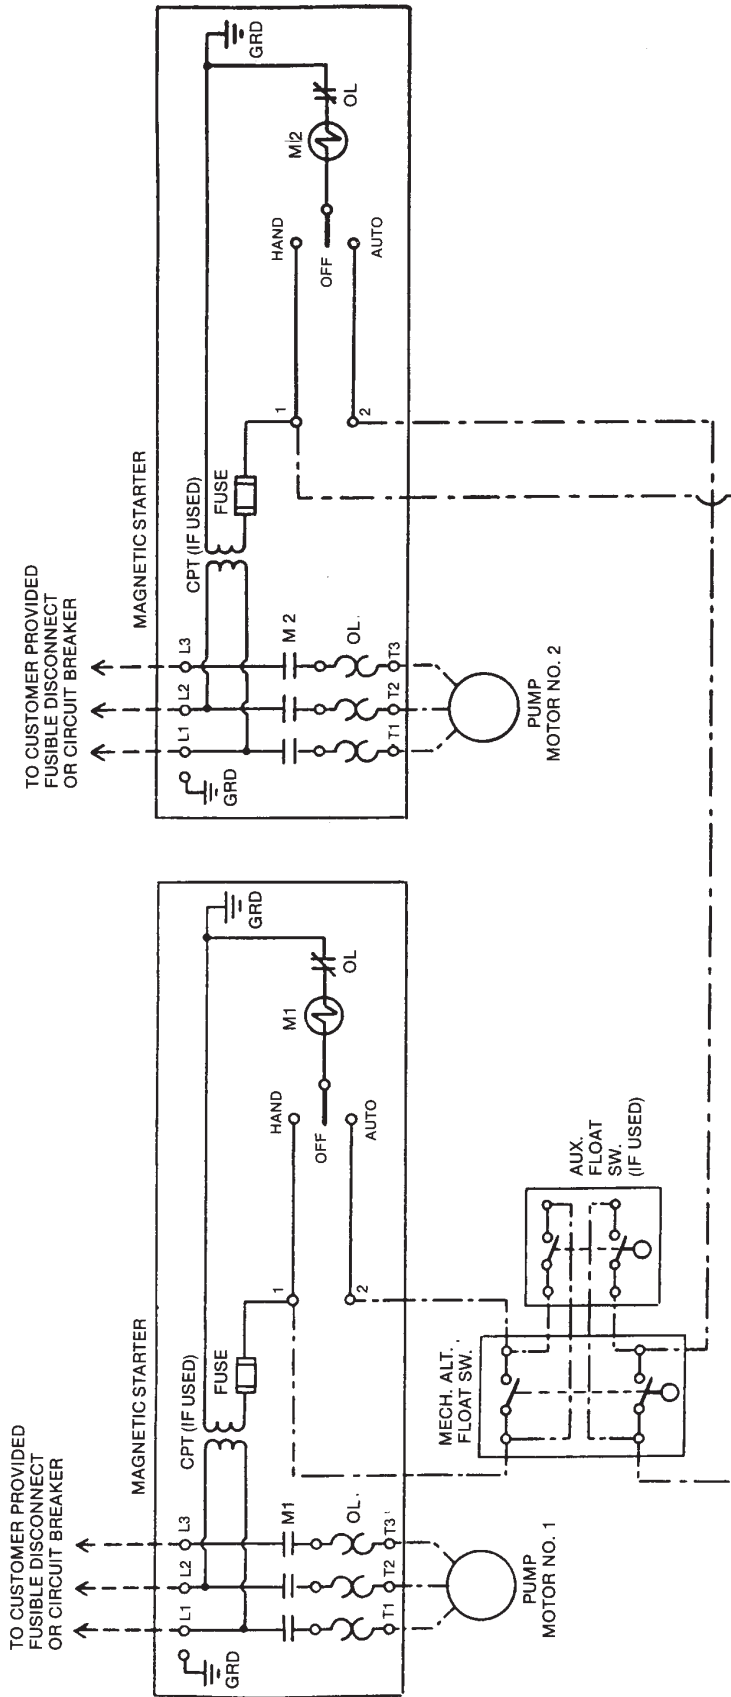 TO CUSTOMER PROVIDED
FUSIBLE DISCONNECT
OR CIRCUIT BREAKER
MAGNETIC STARTER
GRD
L1
L2
L3
CPT (IF USED)
FUSE
M1
OL.
T1
T2
T3
1
2
HAND
OFF
AUTO
M1
OL
GRD
PUMP
MOTOR NO. 1
MECH. ALT.
FLOAT SW.
AUX.
FLOAT
SW.
(IF USED)
TO CUSTOMER PROVIDED
FUSIBLE DISCONNECT
OR CIRCUIT BREAKER
MAGNETIC STARTER
GRD
L1
L2
L3
CPT (IF USED)
FUSE
M 2
OL.
T1
T2
T3
1
2
HAND
OFF
AUTO
M2
OL
GRD
PUMP
MOTOR NO. 2